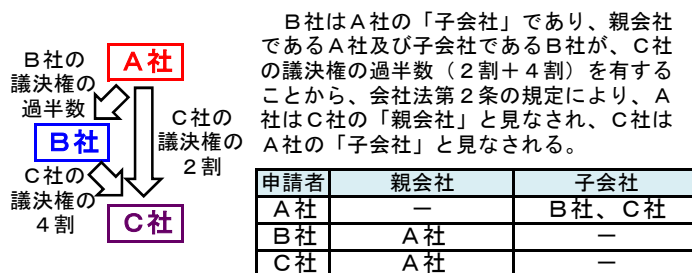 A社
B社の
議決権の
過半数
B社
C社の
議決権の
２割
C社の
議決権の
４割
C社
　B社はA社の「子会社」であり、親会社
であるA社及び子会社であるB社が、C社
の議決権の過半数（２割＋４割）を有する
ことから、会社法第２条の規定により、A
社はC社の「親会社」と見なされ、C社は
A社の「子会社」と見なされる。
申請者 親会社 子会社
A社 － B社、C社
B社 A社 －
C社 A社 －